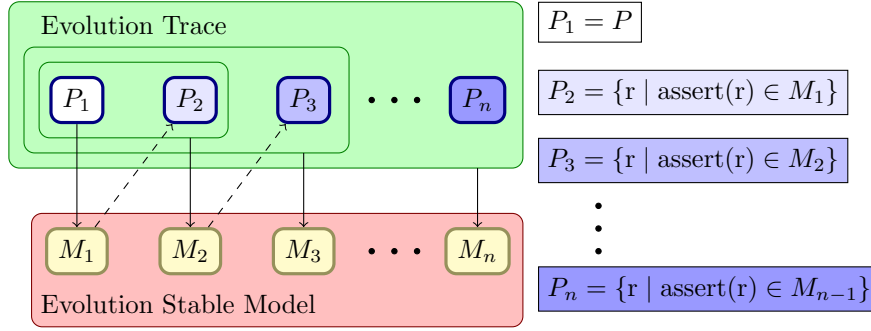 Evolution Trace
P₁ P₂ P₃ • • • Pₙ
M₁ M₂ M₃ • • • Mₙ
Evolution Stable Model
P₁ = P
P₂ = {r | assert(r) ∈ M₁}
P₃ = {r | assert(r) ∈ M₂}
Pₙ = {r | assert(r) ∈ Mₙ₋₁}